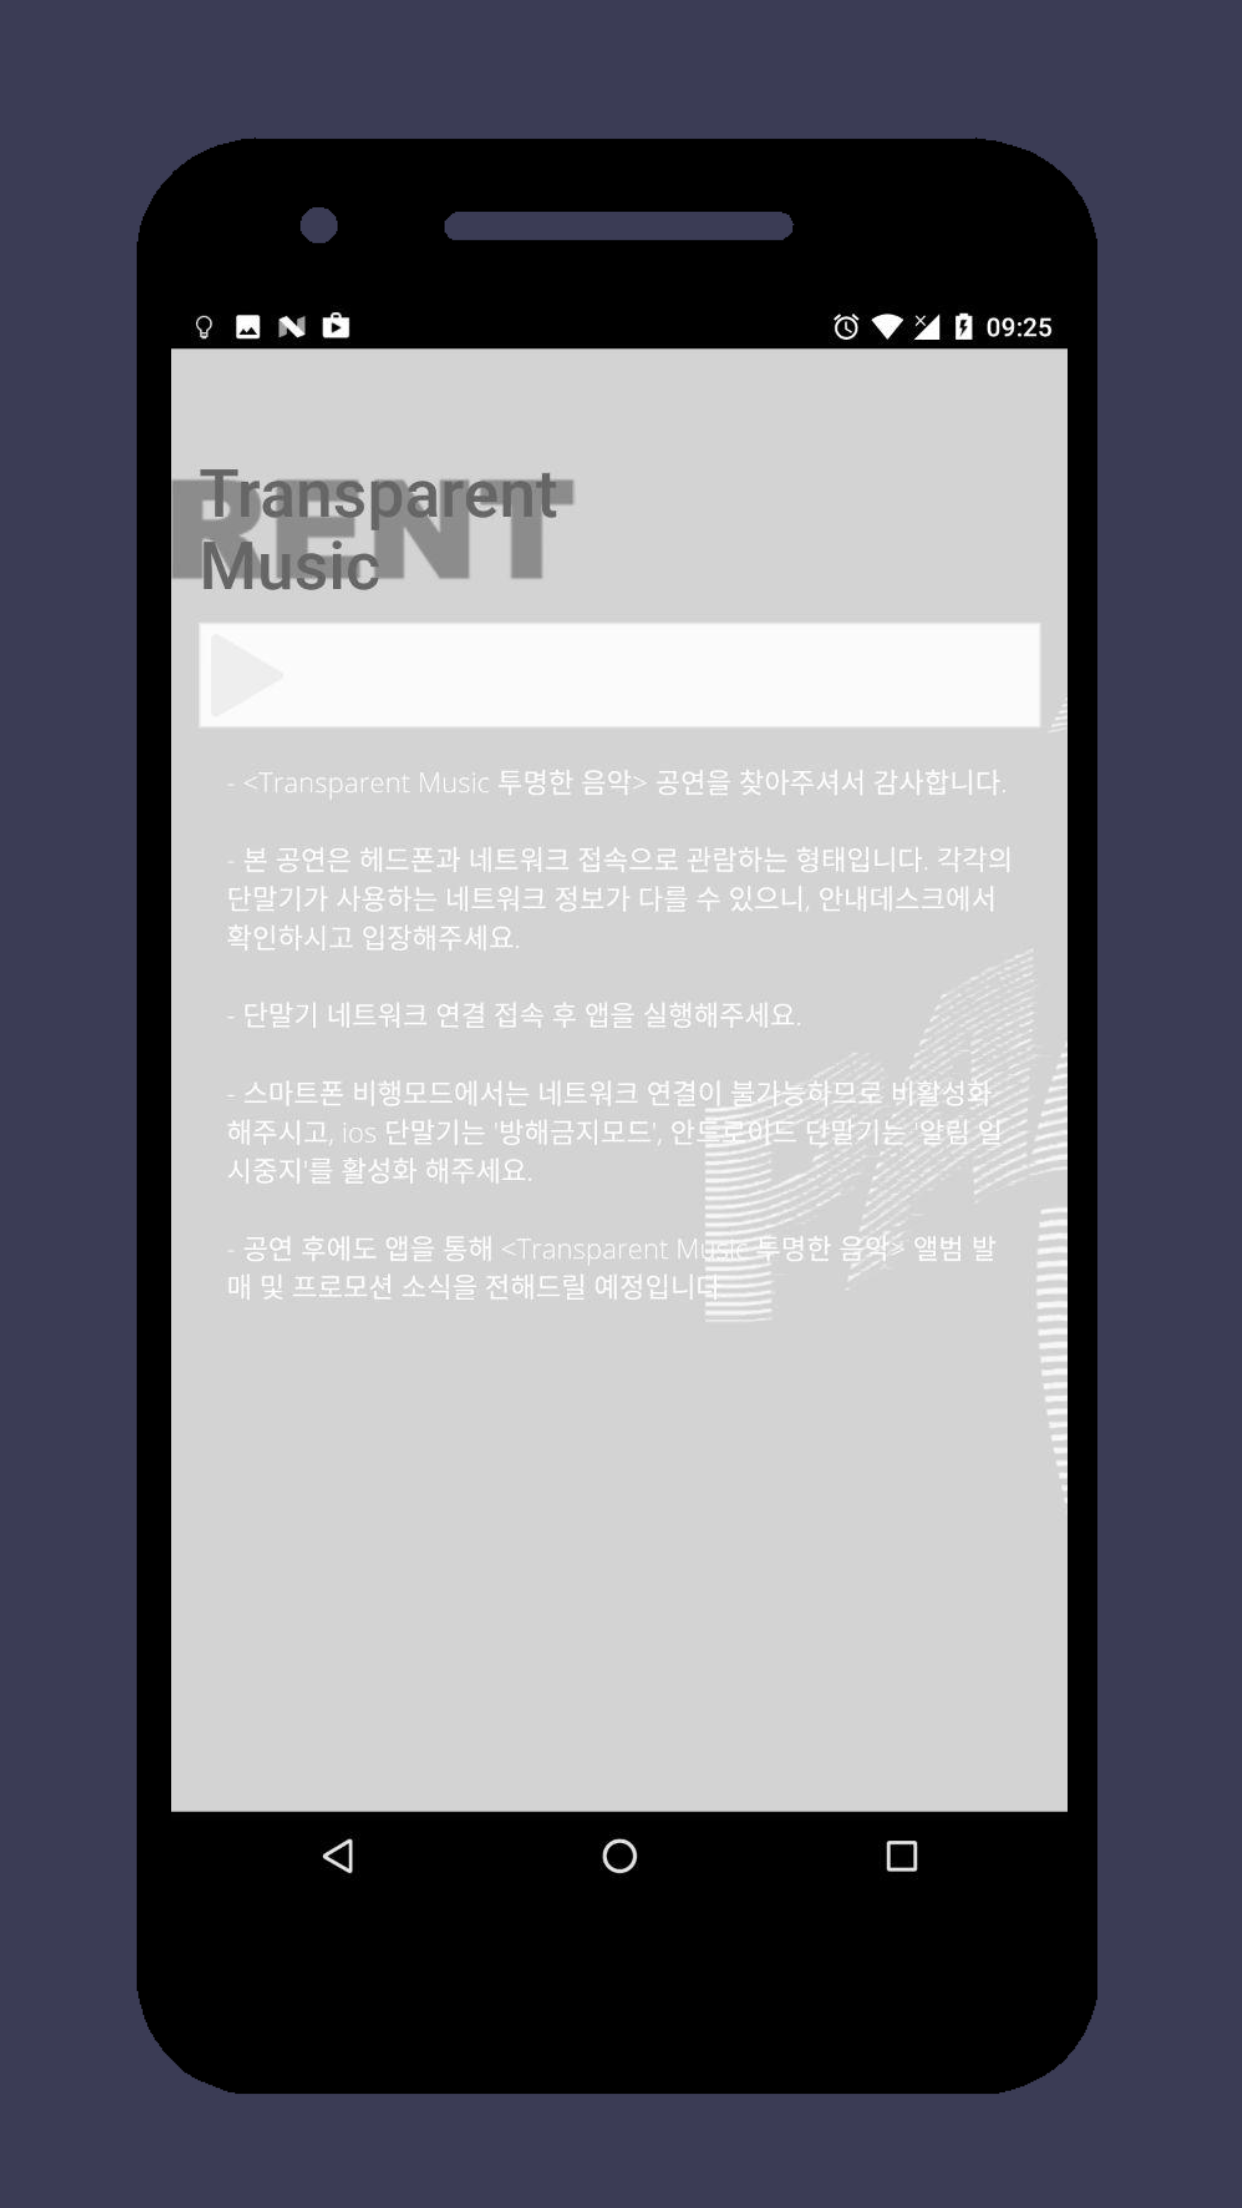 09:25
RENT
Transparent
Music
- <Transparent Music 투명한 음악> 공연을 찾아주셔서 감사합니다.
- 본 공연은 헤드폰과 네트워크 접속으로 관람하는 형태입니다. 각각의
단말기가 사용하는 네트워크 정보가 다를 수 있으니, 안내데스크에서
확인하시고 입장해주세요.
- 단말기 네트워크 연결 접속 후 앱을 실행해주세요.
- 스마트폰 비행모드에서는 네트워크 연결이 불가능하므로 비활성화
해주시고, ios 단말기는 '방해금지모드', 안드로이드 단말기는 '알림 일
시중지'를 활성화 해주세요.
- 공연 후에도 앱을 통해 <Transparent Music 투명한 음악> 앨범 발
매 및 프로모션 소식을 전해드릴 예정입니다
PA